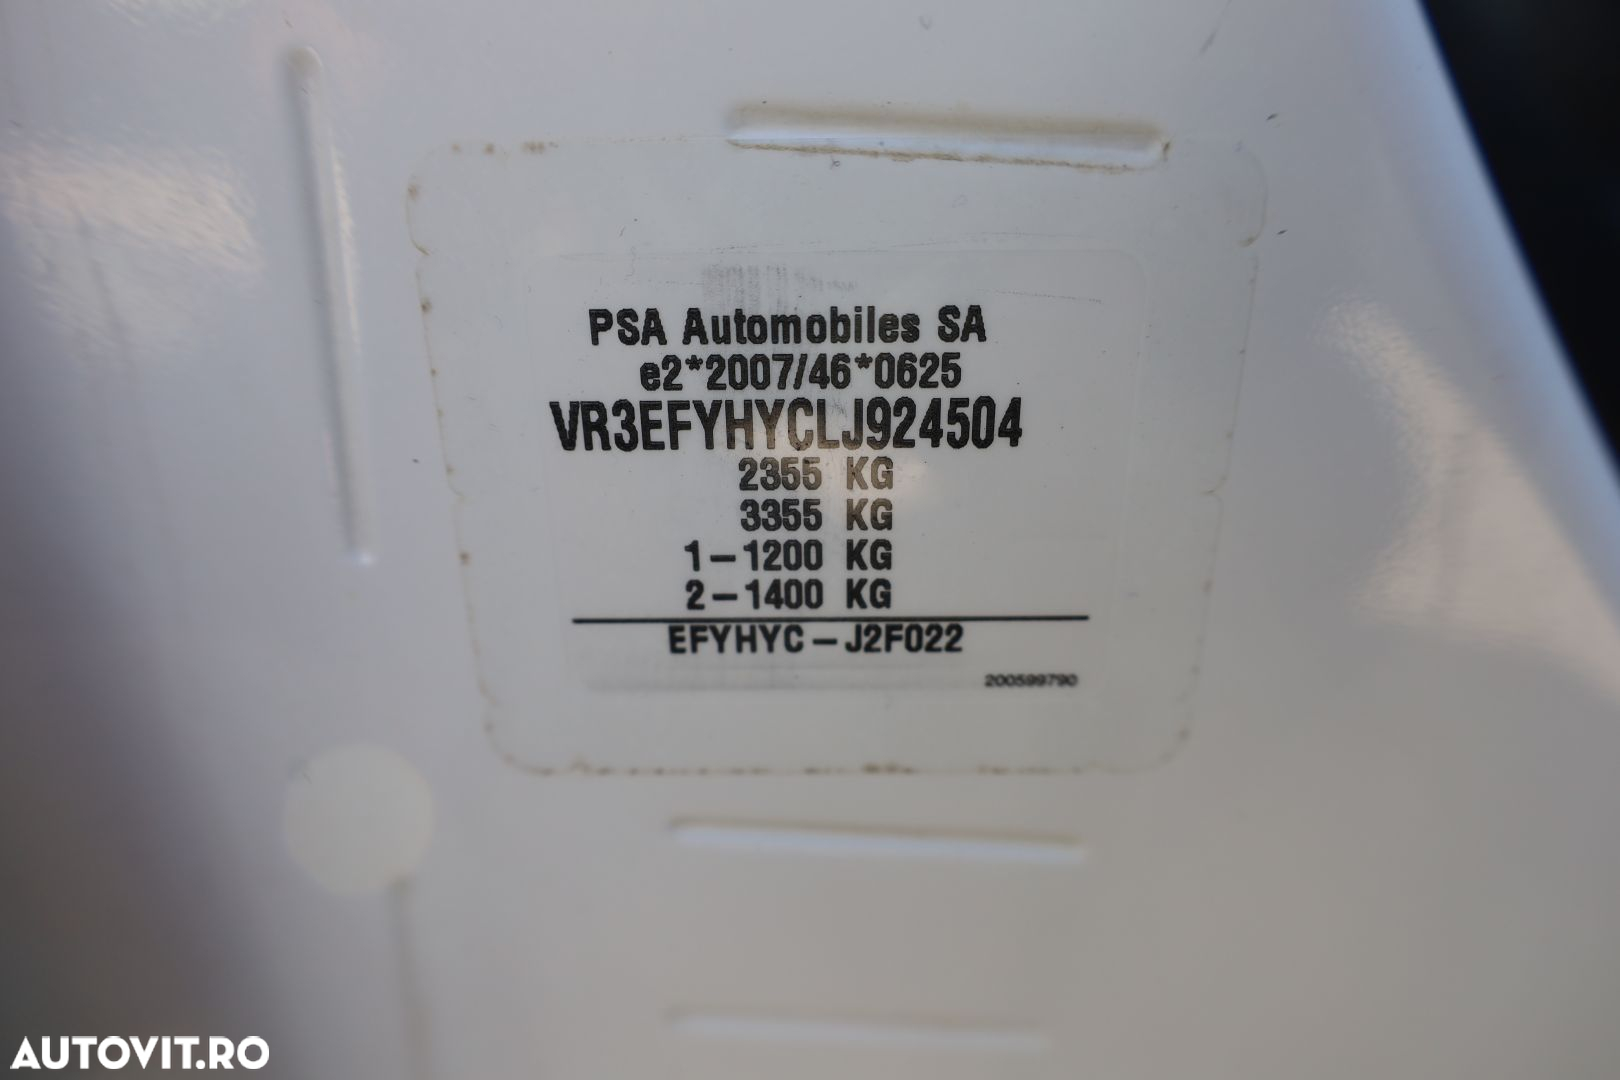 PSA Automobiles SA
e2*2007/46*0625
VR3EFYHYCLJ924504
2355 KG
3355 KG
1-1200 KG
2-1400 KG
EFYHYC-J2F022
200599790
AUTOVIT.RO